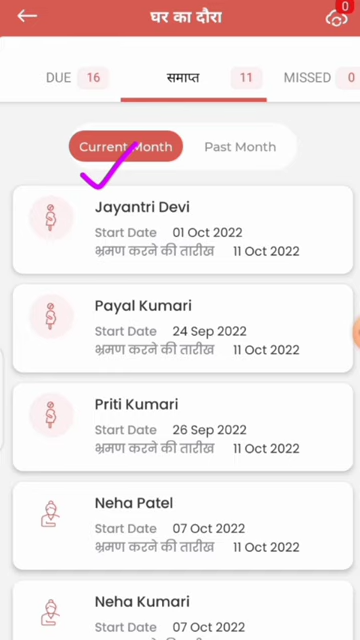 घर का दौरा
0
DUE 16 समाप्त 11 MISSED 0
Current Month Past Month
Jayantri Devi
Start Date 01 Oct 2022
भ्रमण करने की तारीख 11 Oct 2022
Payal Kumari
Start Date 24 Sep 2022
भ्रमण करने की तारीख 11 Oct 2022
Priti Kumari
Start Date 26 Sep 2022
भ्रमण करने की तारीख 11 Oct 2022
Neha Patel
Start Date 07 Oct 2022
भ्रमण करने की तारीख 11 Oct 2022
Neha Kumari
Start Date 07 Oct 2022